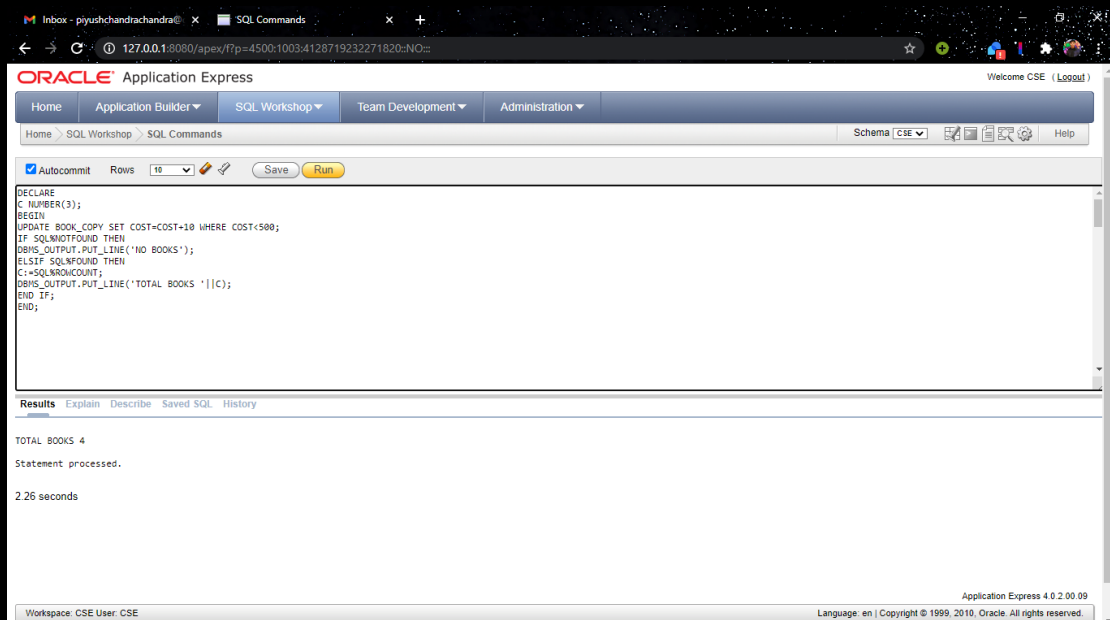 Inbox - piyushchandrachandra@
SQL Commands
127.0.0.1:8080/apex/f?p=4500:1003:4128719232271820::NO:::
ORACLE Application Express
Welcome CSE ( Logout )
Home Application Builder SQL Workshop Team Development Administration
Home SQL Workshop SQL Commands
Schema CSE Help
Autocommit Rows 10 Save Run
DECLARE
C NUMBER(3);
BEGIN
UPDATE BOOK_COPY SET COST=COST+10 WHERE COST<500;
IF SQL%NOTFOUND THEN
DBMS_OUTPUT.PUT_LINE('NO BOOKS');
ELSIF SQL%FOUND THEN
C:=SQL%ROWCOUNT;
DBMS_OUTPUT.PUT_LINE('TOTAL BOOKS '||C);
END IF;
END;
Results Explain Describe Saved SQL History
TOTAL BOOKS 4
Statement processed.
2.26 seconds
Application Express 4.0.2.00.09
Workspace: CSE User: CSE
Language: en | Copyright © 1999, 2010, Oracle. All rights reserved.